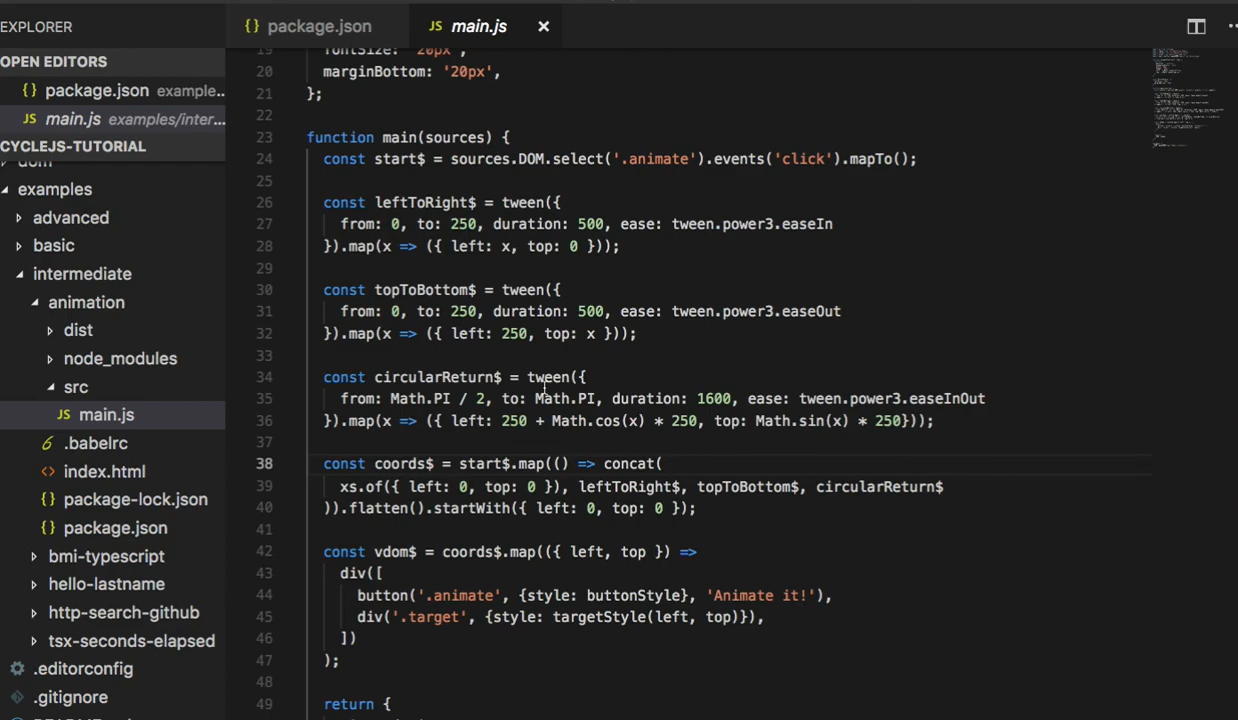 EXPLORER
OPEN EDITORS
{} package.json example...
JS main.js examples/inter...
CYCLEJS-TUTORIAL
dom
examples
advanced
basic
intermediate
animation
dist
node_modules
src
JS main.js
.babelrc
<> index.html
{} package-lock.json
{} package.json
bmi-typescript
hello-lastname
http-search-github
tsx-seconds-elapsed
.editorconfig
.gitignore
{} package.json
JS main.js ×
19 fontSize: '20px',
20 marginBottom: '20px',
21 };
22
23 function main(sources) {
24 const start$ = sources.DOM.select('.animate').events('click').mapTo();
25
26 const leftToRight$ = tween({
27 from: 0, to: 250, duration: 500, ease: tween.power3.easeIn
28 }).map(x => ({ left: x, top: 0 }));
29
30 const topToBottom$ = tween({
31 from: 0, to: 250, duration: 500, ease: tween.power3.easeOut
32 }).map(x => ({ left: 250, top: x }));
33
34 const circularReturn$ = tween({
35 from: Math.PI / 2, to: Math.PI, duration: 1600, ease: tween.power3.easeInOut
36 }).map(x => ({ left: 250 + Math.cos(x) * 250, top: Math.sin(x) * 250}));
37
38 const coords$ = start$.map(() => concat(
39 xs.of({ left: 0, top: 0 }), leftToRight$, topToBottom$, circularReturn$
40 )).flatten().startWith({ left: 0, top: 0 });
41
42 const vdom$ = coords$.map(({ left, top }) =>
43 div([
44 button('.animate', {style: buttonStyle}, 'Animate it!'),
45 div('.target', {style: targetStyle(left, top)}),
46 ])
47 );
48
49 return {